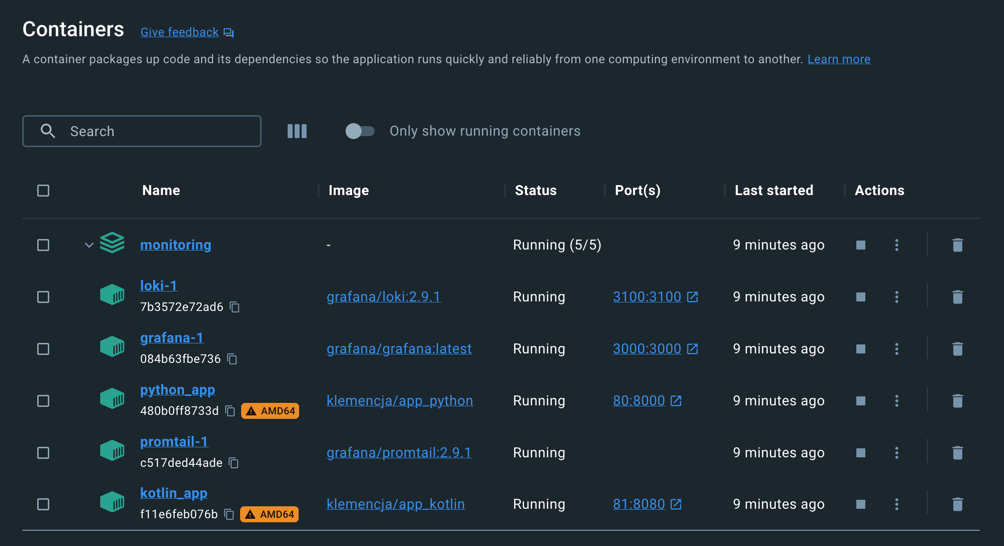 Containers Give feedback
A container packages up code and its dependencies so the application runs quickly and reliably from one computing environment to another. Learn more
Search Only show running containers
Name Image Status Port(s) Last started Actions
monitoring - Running (5/5) 9 minutes ago
loki-1
7b3572e72ad6 grafana/loki:2.9.1 Running 3100:3100 9 minutes ago
grafana-1
084b63fbe736 grafana/grafana:latest Running 3000:3000 9 minutes ago
python_app
480b0ff8733d AMD64 klemencja/app_python Running 80:8000 9 minutes ago
promtail-1
c517ded44ade grafana/promtail:2.9.1 Running 9 minutes ago
kotlin_app
f11e6feb076b AMD64 klemencja/app_kotlin Running 81:8080 9 minutes ago